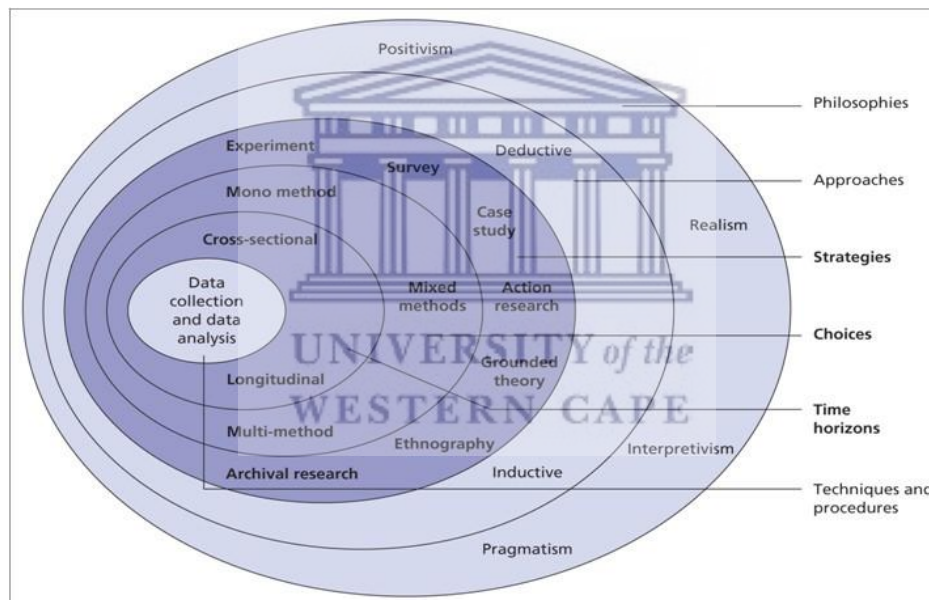 Positivism
Philosophies
Experiment
Deductive
Survey
Approaches
Mono method
Case
study
Realism
Cross-sectional
Strategies
Data
collection
and data
analysis
Mixed
methods
Action
research
Choices
UNIVERSITY of the
Grounded
theory
Longitudinal
WESTERN CAPE
Time
horizons
Multi-method
Ethnography
Interpretivism
Archival research
Inductive
Techniques and
procedures
Pragmatism